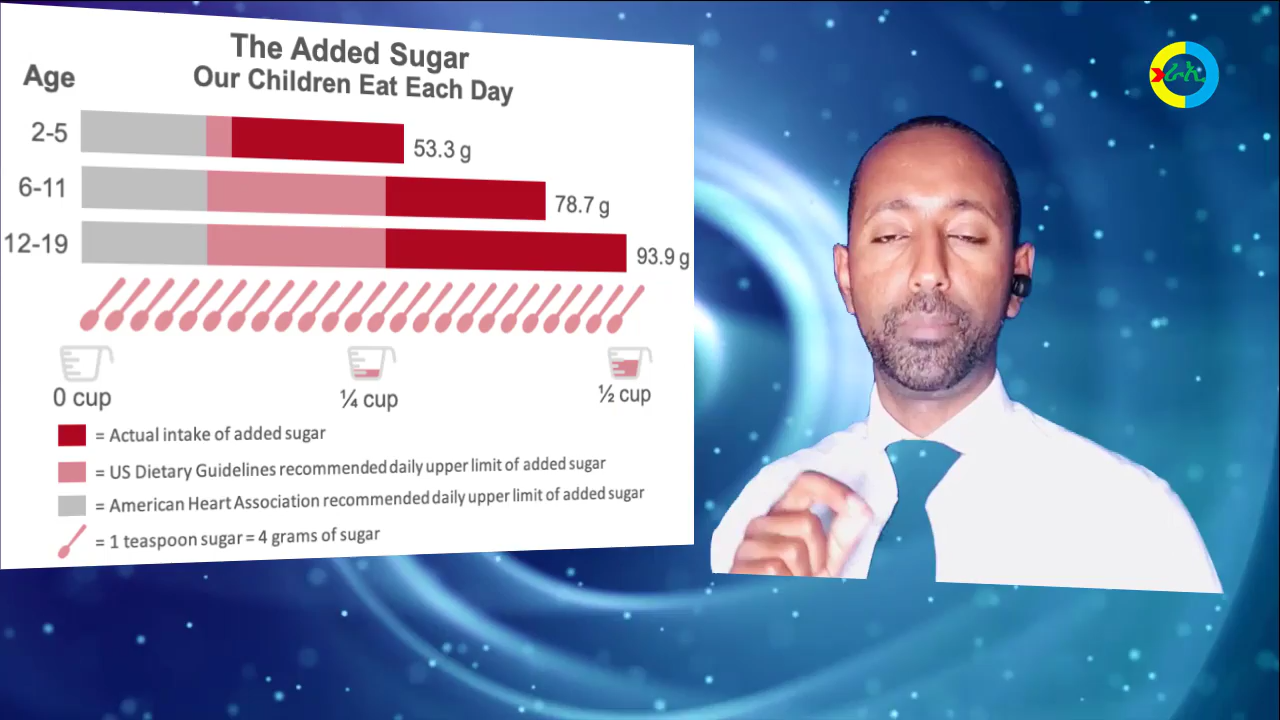 The Added Sugar
Our Children Eat Each Day
Age
2-5
53.3 g
6-11
78.7 g
12-19
93.9 g
0 cup
¼ cup
½ cup
= Actual intake of added sugar
= US Dietary Guidelines recommended daily upper limit of added sugar
= American Heart Association recommended daily upper limit of added sugar
= 1 teaspoon sugar = 4 grams of sugar